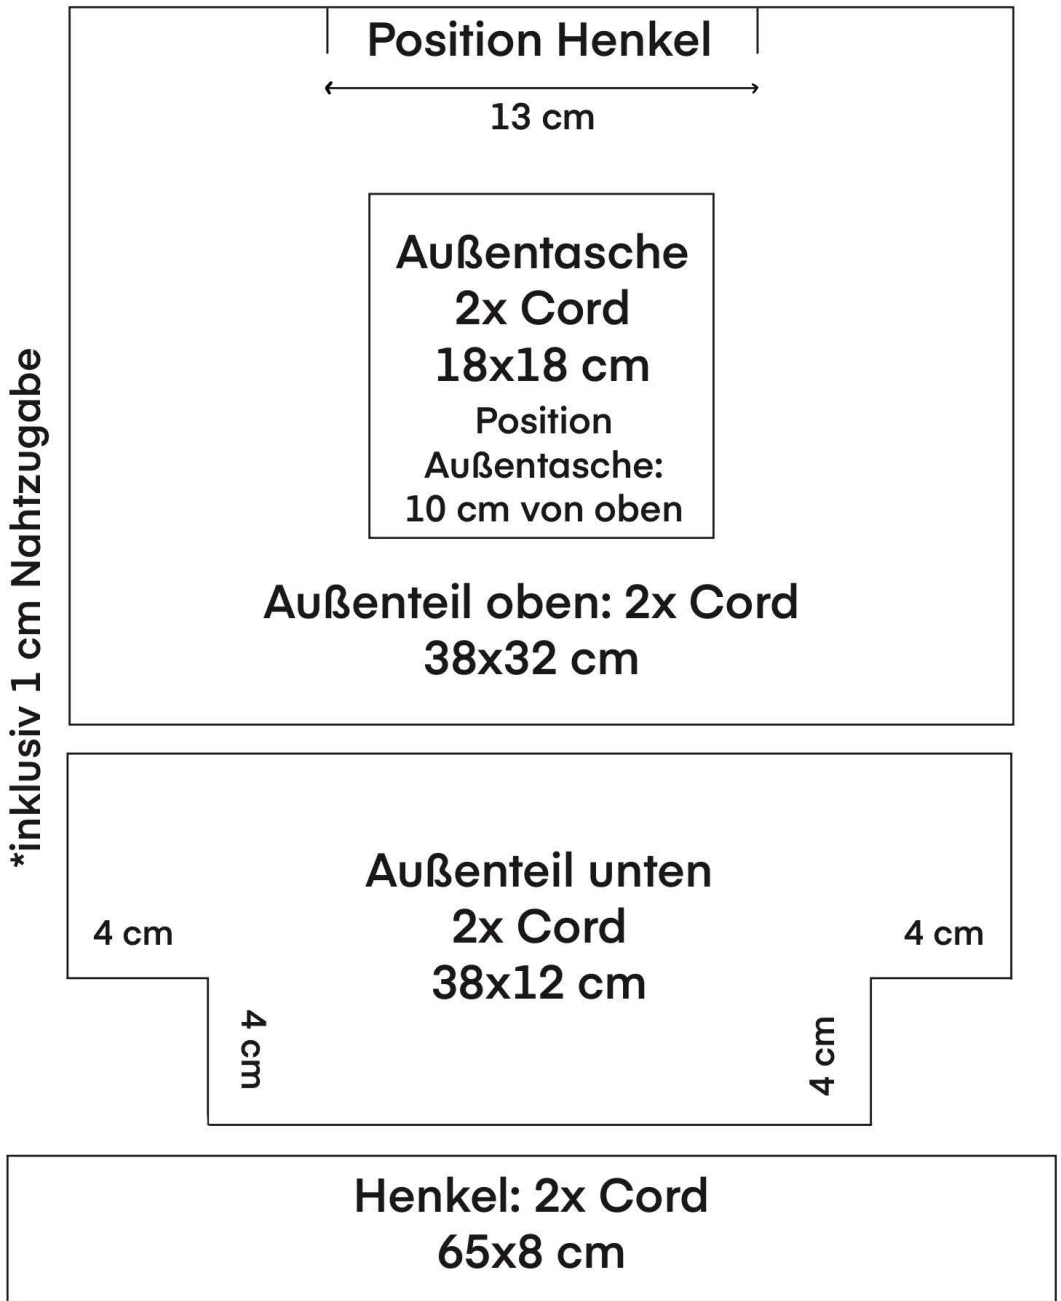 Position Henkel
13 cm
Außentasche
2x Cord
18x18 cm
Position
Außentasche:
10 cm von oben
Außenteil oben: 2x Cord
38x32 cm
*inklusiv 1 cm Nahtzugabe
Außenteil unten
2x Cord
38x12 cm
4 cm
4 cm
4 cm
4 cm
Henkel: 2x Cord
65x8 cm